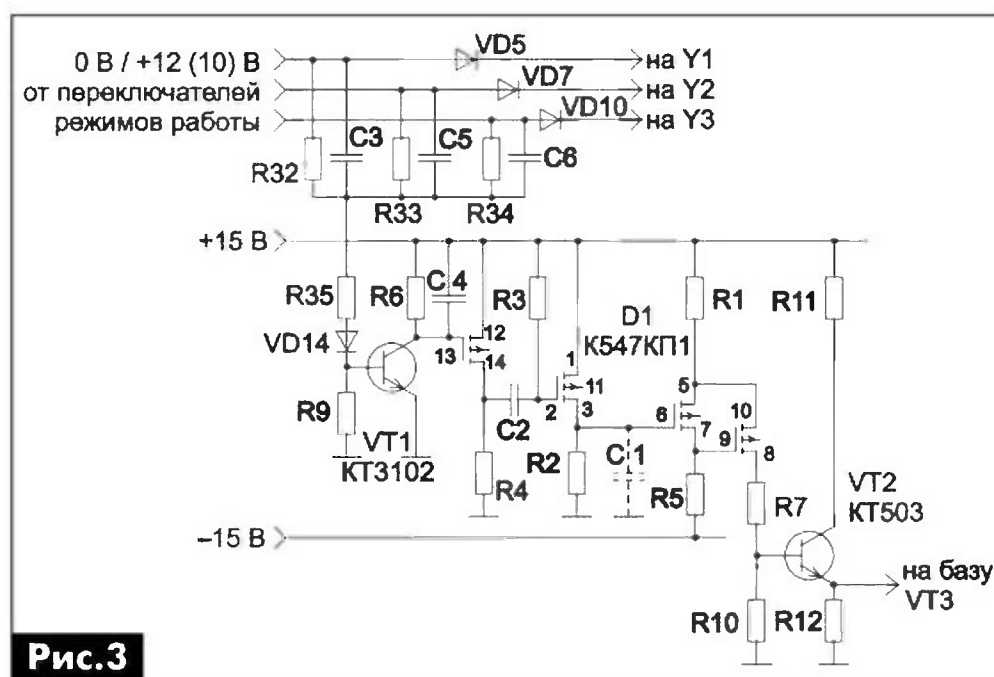 0 В / +12 (10) В
от переключателей
режимов работы
VD5
на Y1
VD7
на Y2
VD10
на Y3
R32
C3
R33
C5
R34
C6
+15 В
R35
R6
C4
R3
R1
R11
D1
К547КП1
VD14
13
12
14
1
11
2
3
5
6
7
10
9
8
R9
VT1
КТ3102
C2
R4
R2
C1
R5
R7
VT2
КТ503
–15 В
на базу
VT3
R10
R12
Рис.3